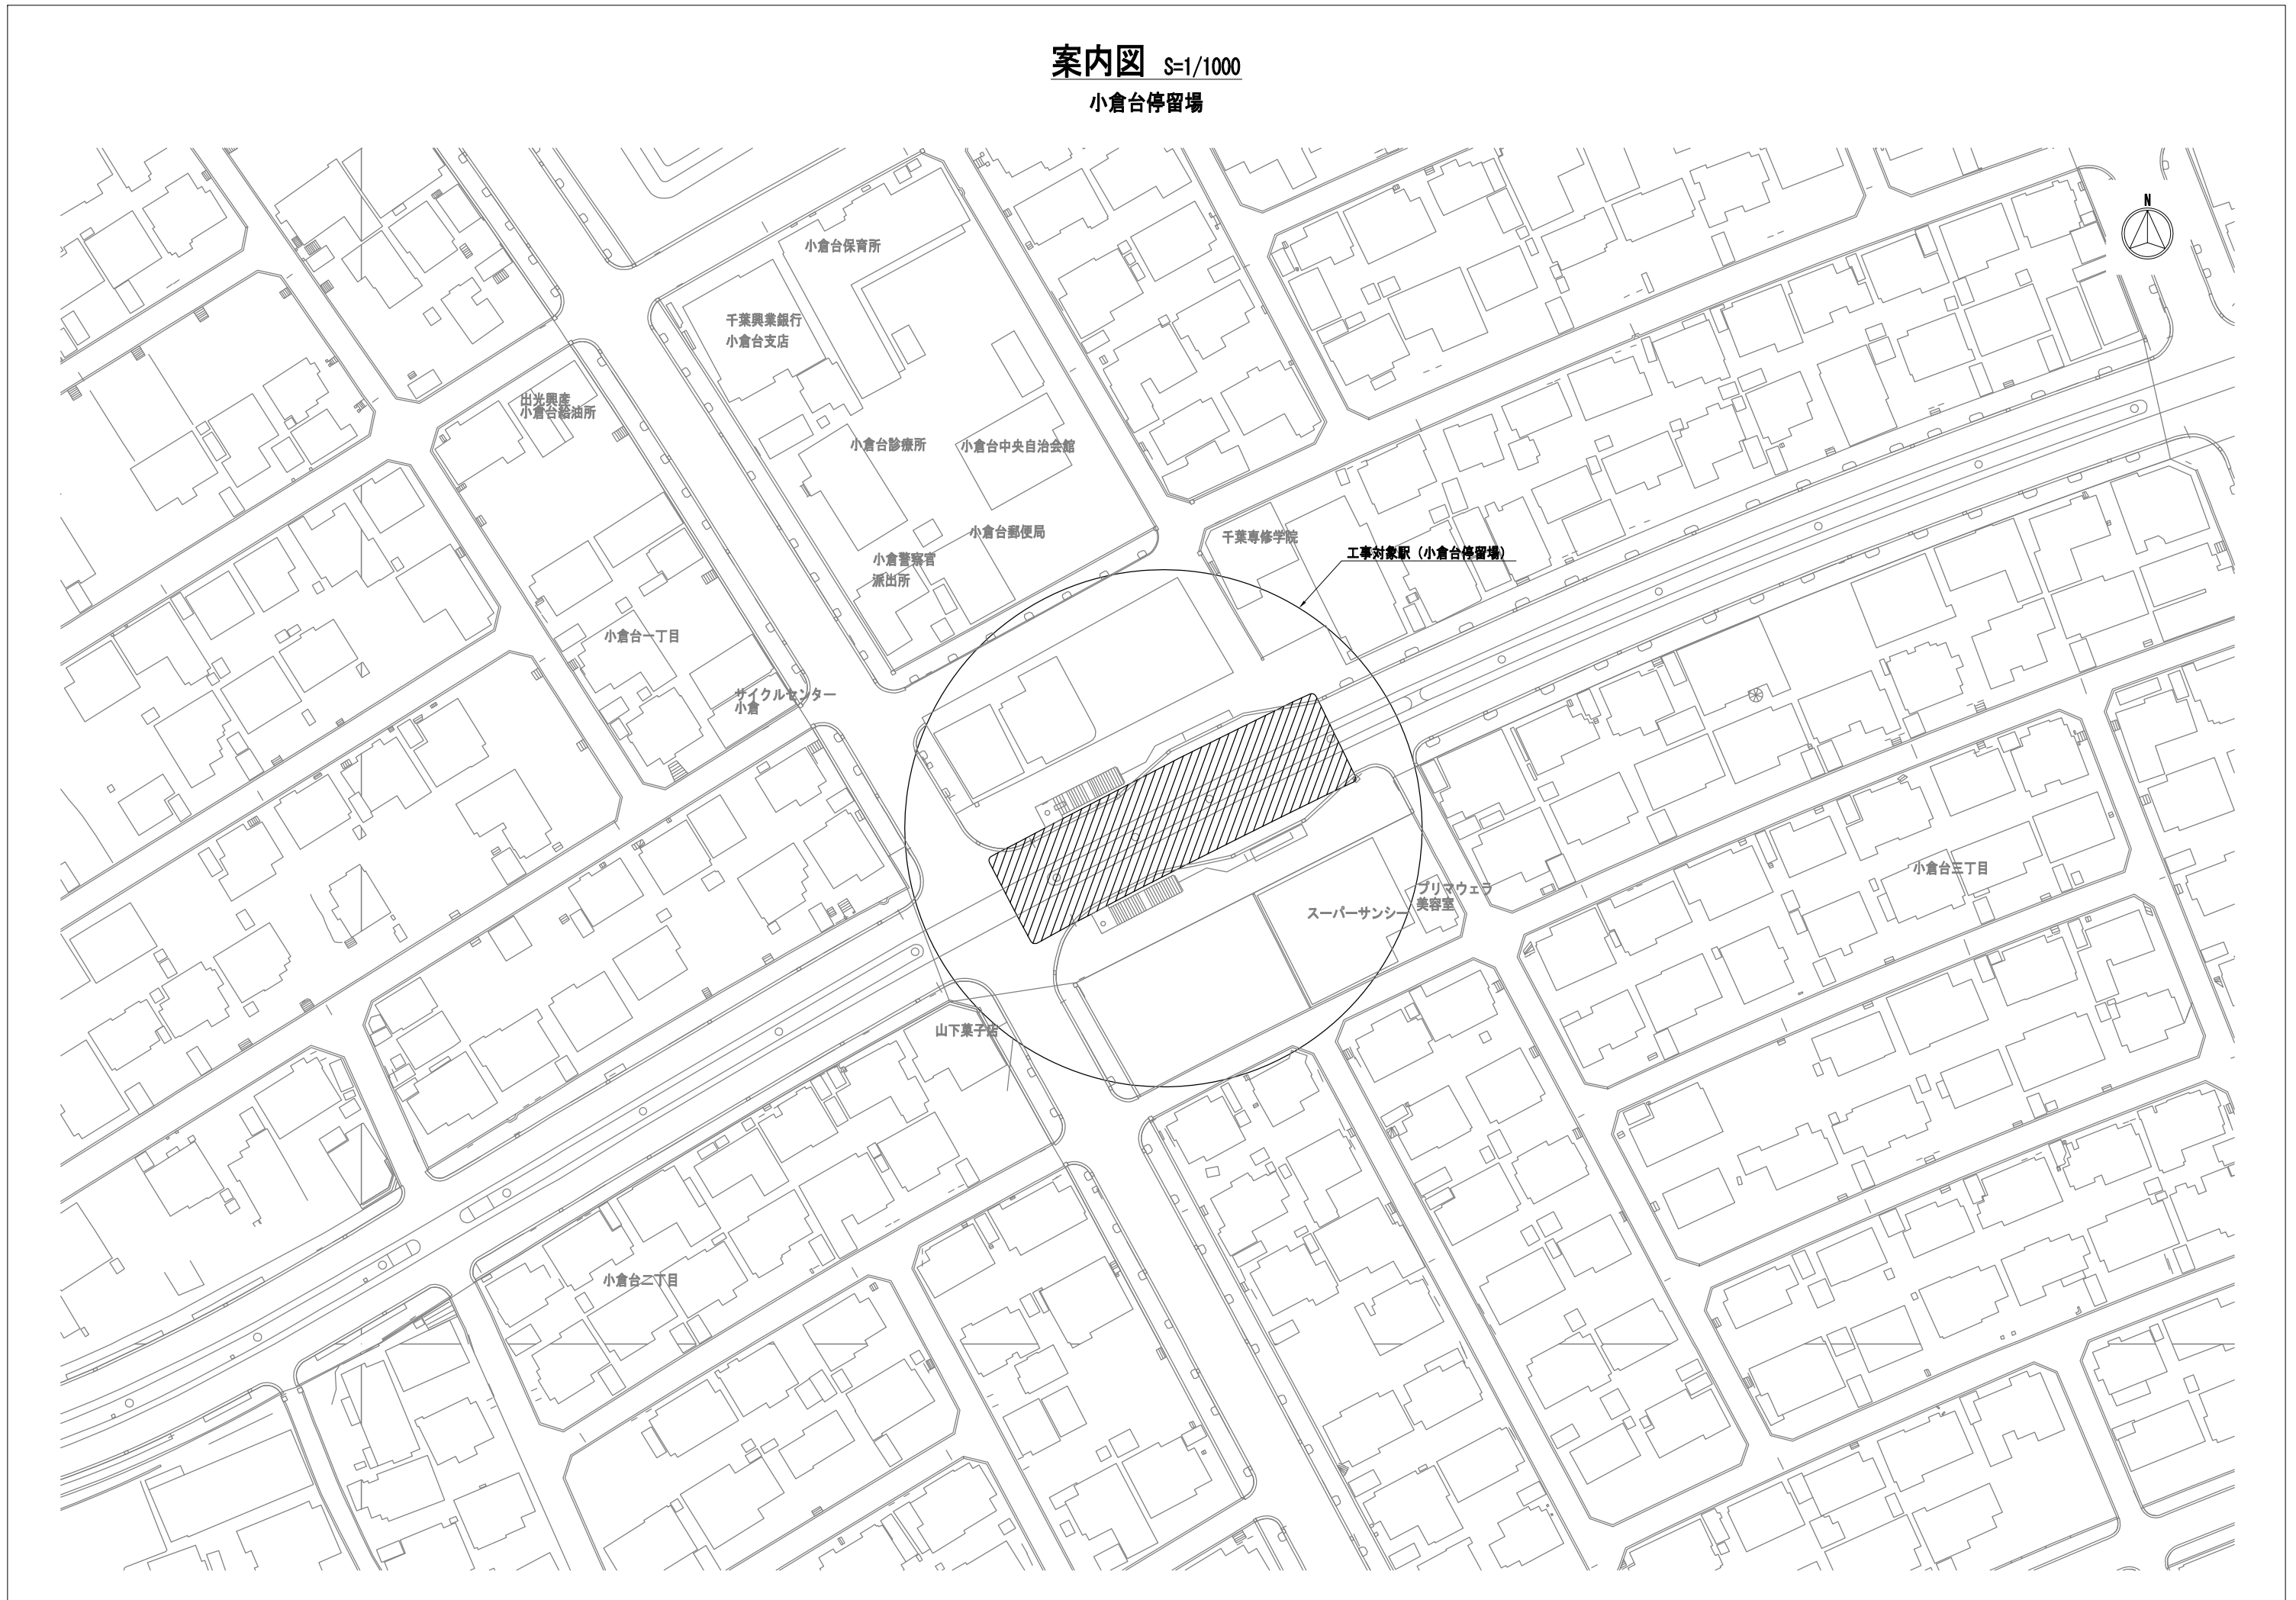 案内図 S=1/1000
小倉台停留場
N
小倉台保育所
千葉興業銀行
小倉台支店
出光興産
小倉台給油所
小倉台診療所
小倉台中央自治会館
小倉台郵便局
千葉専修学院
工事対象駅（小倉台停留場）
小倉警察官
派出所
小倉台一丁目
サイクルセンター
小倉
小倉台三丁目
プリマヴェラ
美容室
スーパーサンシー
山下菓子店
小倉台二丁目